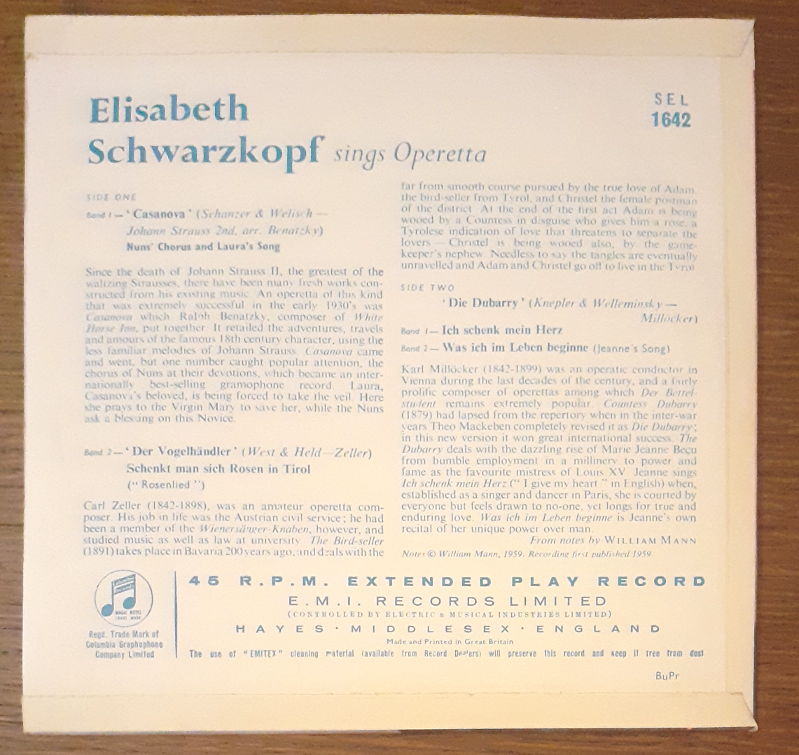 Elisabeth
Schwarzkopf sings Operetta
SEL
1642
SIDE ONE
Band 1 — ‘Casanova’ (Schanzer & Welisch —
Johann Strauss 2nd, arr. Benatzky)
Nuns' Chorus and Laura's Song
Since the death of Johann Strauss II, the greatest of the
waltzing Strausses, there have been many fresh works con-
structed from his existing music. An operetta of this kind
that was extremely successful in the early 1930's was
Casanova which Ralph Benatzky, composer of White
Horse Inn, put together. It retailed the adventures, travels
and amours of the famous 18th century character, using the
less familiar melodies of Johann Strauss. Casanova came
and went, but one number caught popular attention, the
chorus of Nuns at their devotions, which became an inter-
nationally best-selling gramophone record. Laura,
Casanova's beloved, is being forced to take the veil. Here
she prays to the Virgin Mary to save her, while the Nuns
ask a blessing on this Novice.
Band 2 — ‘Der Vogelhändler’ (West & Held—Zeller)
Schenkt man sich Rosen in Tirol
(“ Rosenlied ”)
Carl Zeller (1842-1898), was an amateur operetta com-
poser. His job in life was the Austrian civil service; he had
been a member of the Wienersänger-Knaben, however, and
studied music as well as law at university. The Bird-seller
(1891) takes place in Bavaria 200 years ago, and deals with the
far from smooth course pursued by the true love of Adam,
the bird-seller from Tyrol, and Christel the female postman
of the district. At the end of the first act Adam is being
wooed by a Countess in disguise who gives him a rose, a
Tyrolese indication of love that threatens to separate the
lovers — Christel is being wooed also, by the game-
keeper's nephew. Needless to say the tangles are eventually
unravelled and Adam and Christel go off to live in the Tyrol
SIDE TWO
‘Die Dubarry’ (Knepler & Welleminsky —
Millöcker)
Band 1 — Ich schenk mein Herz
Band 2 — Was ich im Leben beginne (Jeanne's Song)
Karl Millöcker (1842-1899) was an operatic conductor in
Vienna during the last decades of the century, and a fairly
prolific composer of operettas among which Der Bettel-
student remains extremely popular. Countess Dubarry
(1879) had lapsed from the repertory when in the inter-war
years Theo Mackeben completely revised it as Die Dubarry;
in this new version it won great international success. The
Dubarry deals with the dazzling rise of Marie Jeanne Beçu
from humble employment in a millinery to power and
fame as the favourite mistress of Louis XV. Jeanne sings
Ich schenk mein Herz (“ I give my heart ” in English) when,
established as a singer and dancer in Paris, she is courted by
everyone but feels drawn to no-one, yet longs for true and
enduring love. Was ich im Leben beginne is Jeanne's own
recital of her unique power over man.
From notes by WILLIAM MANN
Notes © William Mann, 1959. Recording first published 1959.
MAGIC NOTES
TRADE MARK
Regd. Trade Mark of
Columbia Graphophone
Company Limited
45 R.P.M. EXTENDED PLAY RECORD
E.M.I. RECORDS LIMITED
(CONTROLLED BY ELECTRIC & MUSICAL INDUSTRIES LIMITED)
HAYES · MIDDLESEX · ENGLAND
Made and Printed in Great Britain
The use of “EMITEX” cleaning material (available from Record Dealers) will preserve this record and keep it free from dust
BuPr